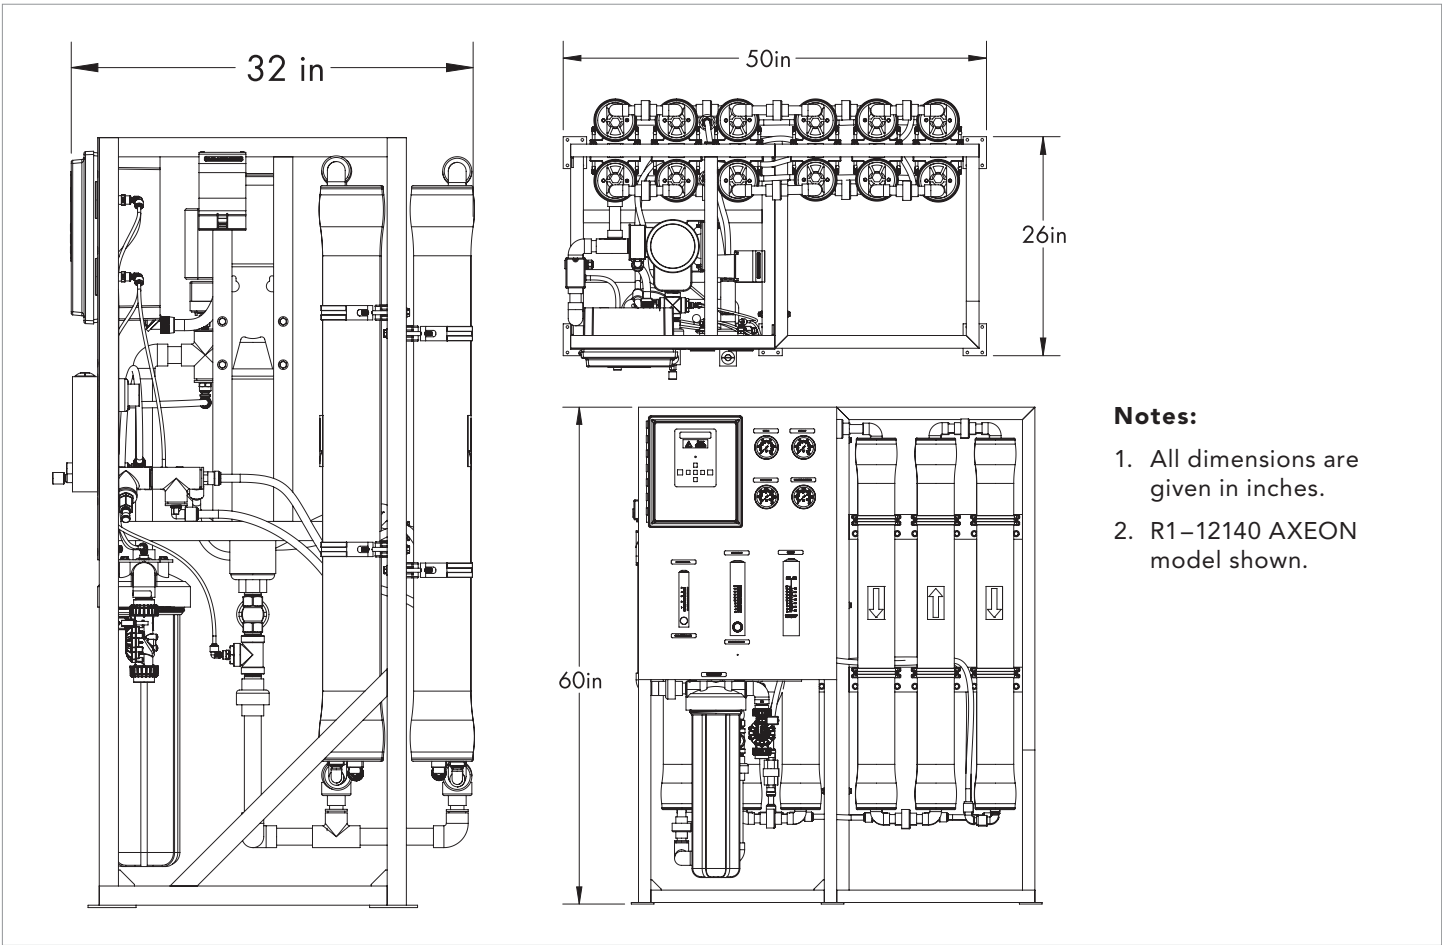 32 in
50in
26in
60in
Notes:
1. All dimensions are
given in inches.
2. R1–12140 AXEON
model shown.